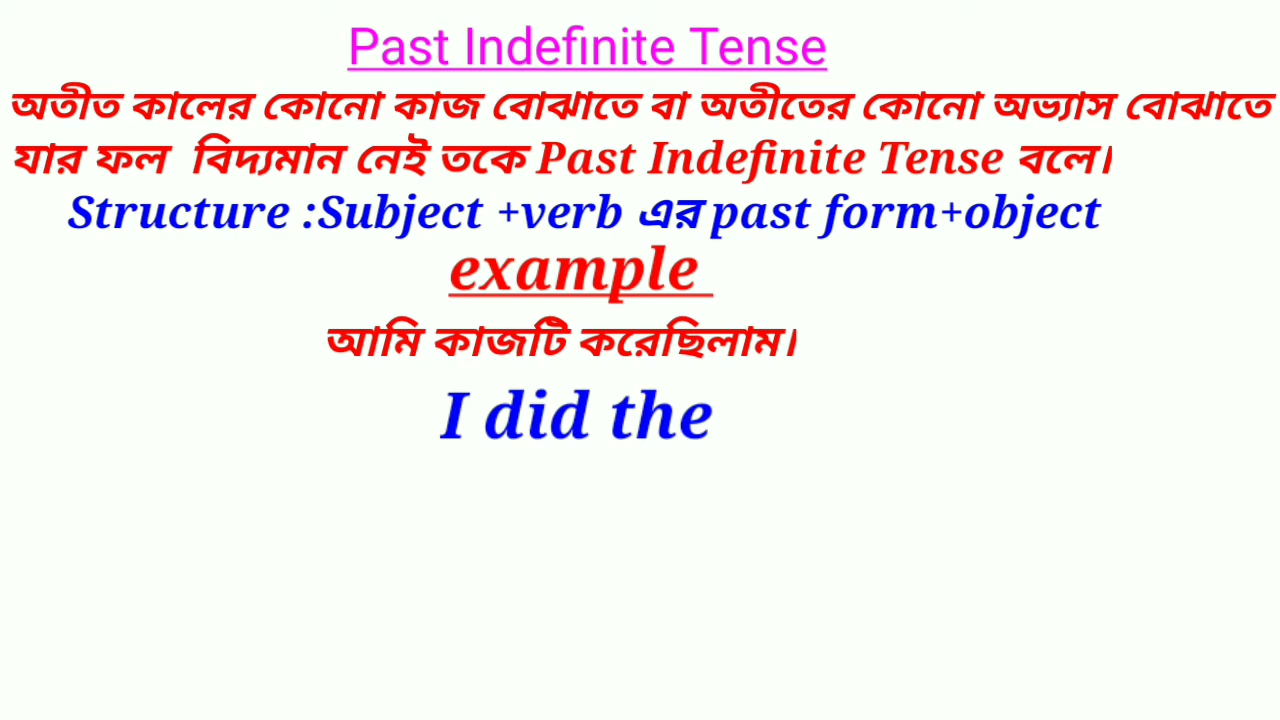 Past Indefinite Tense
অতীত কালের কোনো কাজ বোঝাতে বা অতীতের কোনো অভ্যাস বোঝাতে
যার ফল বিদ্যমান নেই তকে Past Indefinite Tense বলে।
Structure :Subject +verb এর past form+object
example
আমি কাজটি করেছিলাম।
I did the